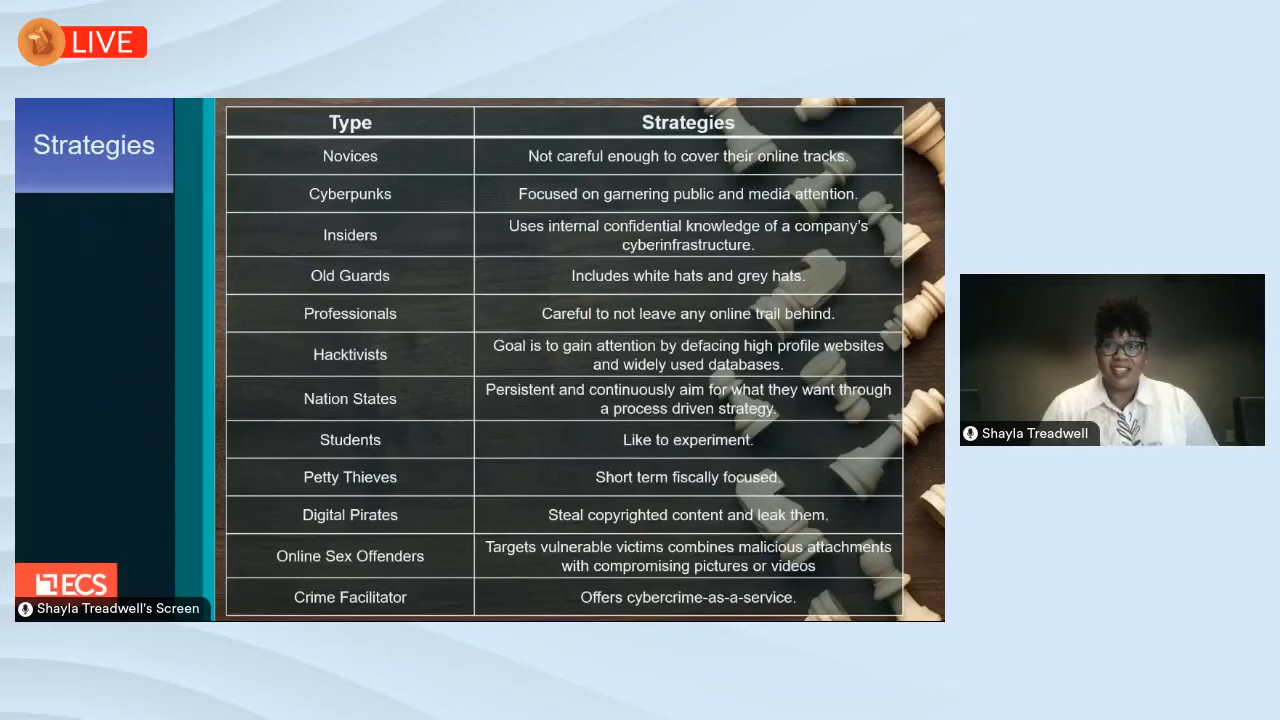 LIVE
Strategies
Type Strategies
Novices Not careful enough to cover their online tracks.
Cyberpunks Focused on garnering public and media attention.
Insiders Uses internal confidential knowledge of a company's
cyberinfrastructure.
Old Guards Includes white hats and grey hats.
Professionals Careful to not leave any online trail behind.
Hacktivists Goal is to gain attention by defacing high profile websites
and widely used databases.
Nation States Persistent and continuously aim for what they want through
a process driven strategy.
Students Like to experiment.
Petty Thieves Short term fiscally focused.
Digital Pirates Steal copyrighted content and leak them.
Online Sex Offenders Targets vulnerable victims combines malicious attachments
with compromising pictures or videos
Crime Facilitator Offers cybercrime-as-a-service.
ECS
Shayla Treadwell's Screen
Shayla Treadwell